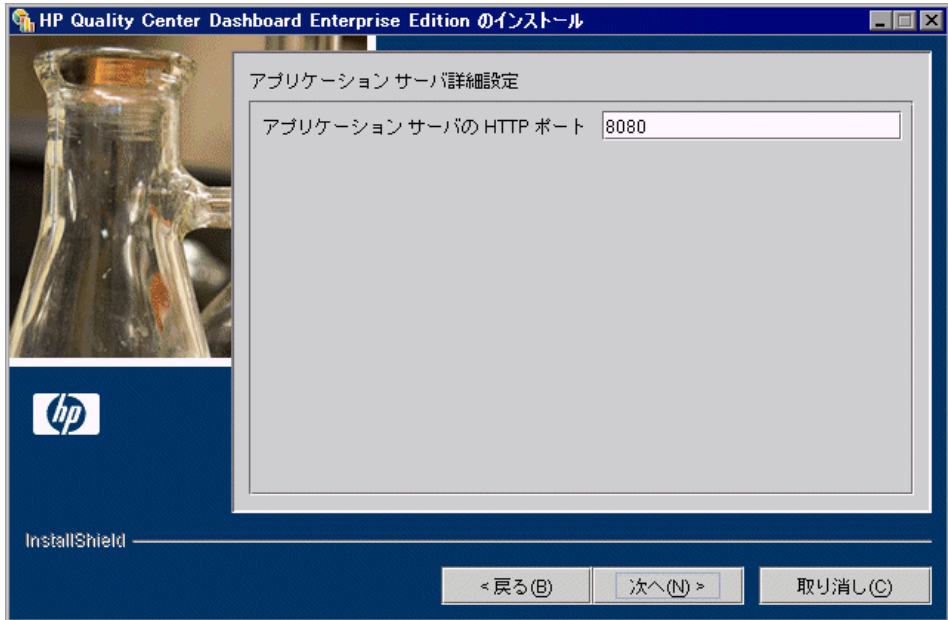 HP Quality Center Dashboard Enterprise Edition のインストール
アプリケーション サーバ詳細設定
アプリケーション サーバの HTTP ポート 8080
hp
InstallShield
< 戻る(B) 次へ(N) > 取り消し(C)